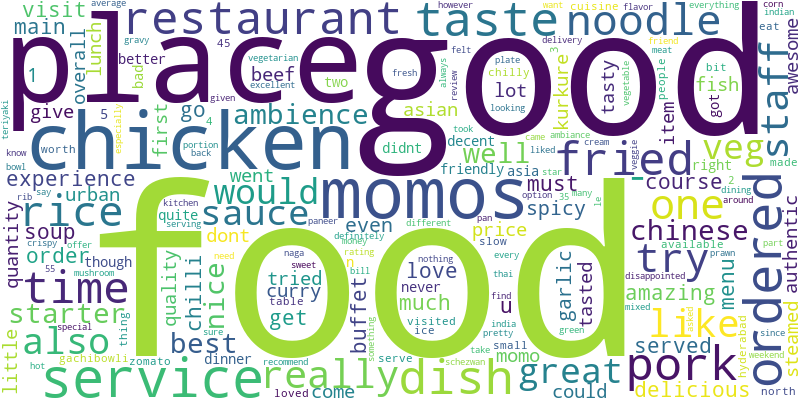 visit
main
average
restaurant
gravy
vegetarian
taste
cuisine
noodle
want
flavor
everything
corn
indian
however
eat
awesome
staff
place
good
overall
lunch
better
bad
45
beef
two
excellent
given
fresh
always
delivery
felt
review
plate
chilly
looking
lot
kurkure
3
tasty
friend
meat
vegetable
people
bit
fish
got
item
1
give
5
first
go
ambience
asian
took
came
ambiance
teriyaki
especially
4
chicken
didnt
decent
well
liked
cream
veggie
right
veg
made
know
worth
portion
back
friendly
asia
star
fried
2
dining
bowl
say
rib
experience
went
even
must
many
option
course
around
urban
would
momos
spicy
le
one
ordered
authentic
quantity
rice
quite
kitchen
serving
sauce
paneer
different
pan
35
chinese
soup
crispy
offer
dont
definitely
money
price
slow
available
part
order
though
quality
naga
rating
n
nothing
every
try
menu
prawn
55
mushroom
chilli
nice
tried
sweet
love
thai
garlic
tasted
disappointed
since
time
special
need
curry
bill
buffet
never
u
find
amazing
mixed
starter
thing
get
table
something
much
india
green
like
hyderabad
steamed
little
also
sure
visited
ice
pretty
small
momo
asked
served
weekend
gachibowli
zomato
best
dinner
recommend
serve
take
schezwan
great
pork
hot
service
really
loved
come
dish
could
delicious
north
food